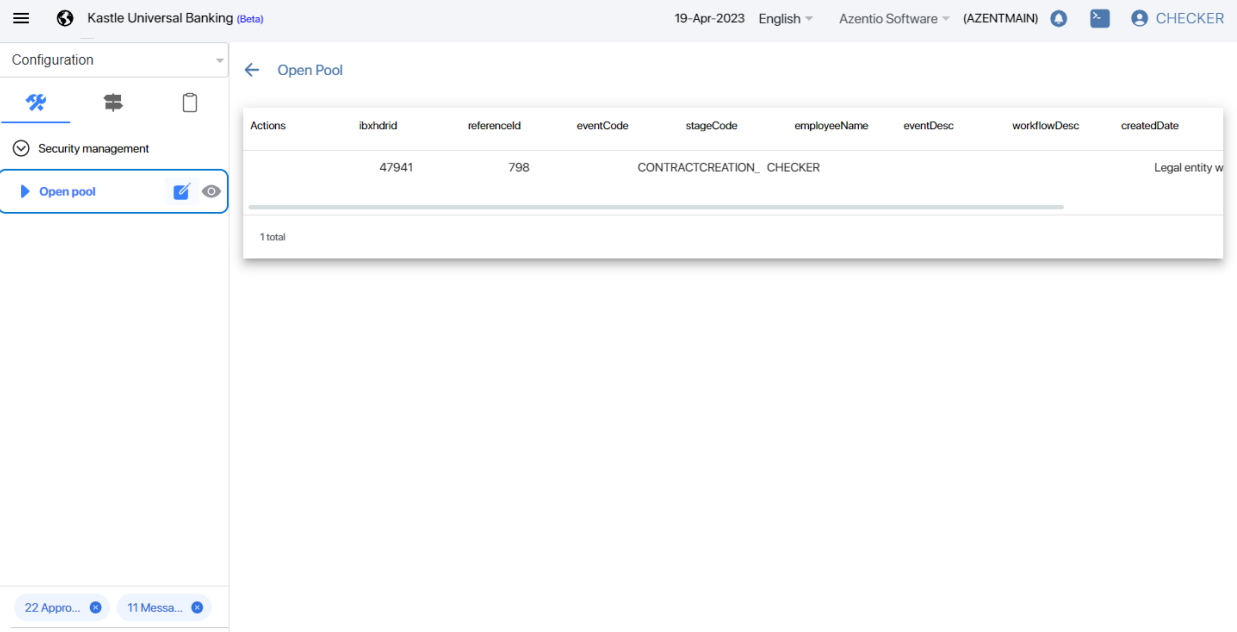 Kastle Universal Banking (Beta)
19-Apr-2023 English Azentio Software (AZENTMAIN) CHECKER
Configuration
Security management
Open pool
22 Appro...
11 Messa...
Open Pool
Actions ibxhdrid referenceId eventCode stageCode employeeName eventDesc workflowDesc createdDate
47941 798 CONTRACTCREATION_ CHECKER Legal entity w
1 total